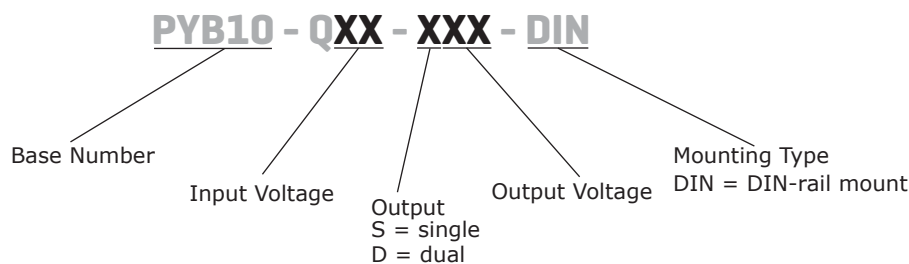 PYB10 - QXX - XXX - DIN
Base Number
Input Voltage
Output
S = single
D = dual
Output Voltage
Mounting Type
DIN = DIN-rail mount